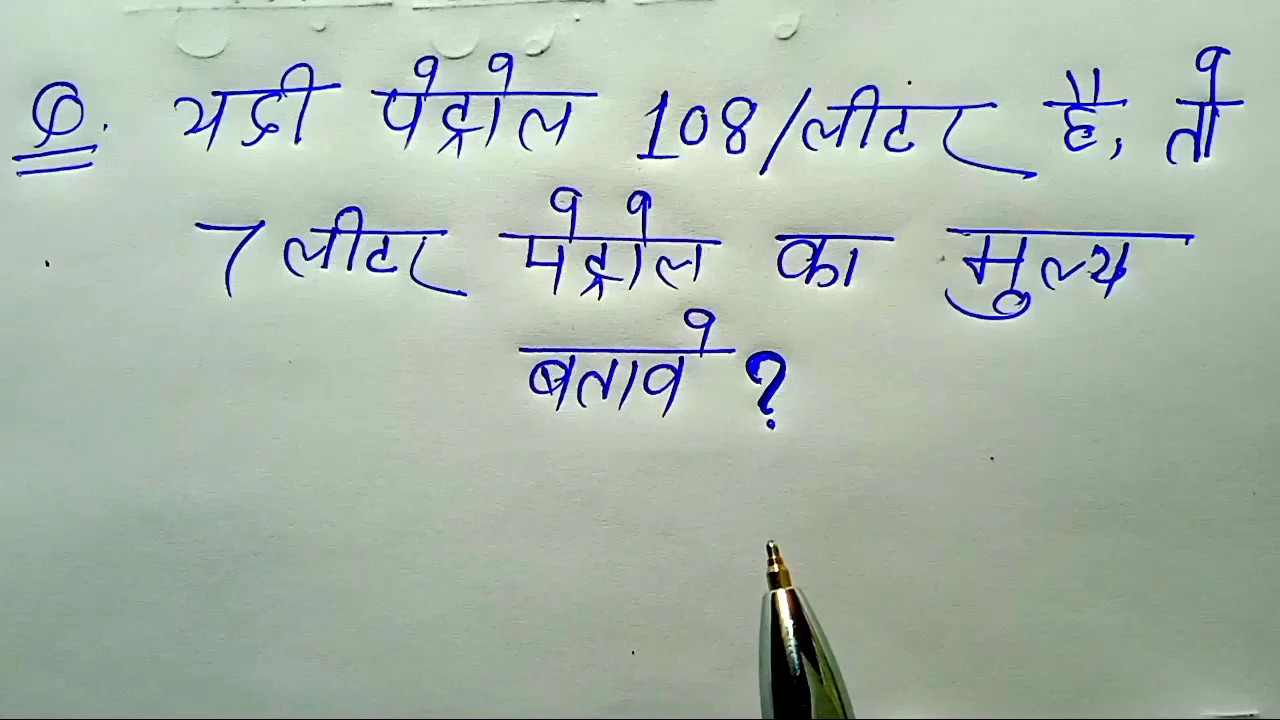 Q. यदी पेट्रोल 108/लीटर है, तो
7 लीटर पेट्रोल का मुल्य
बतावे ?